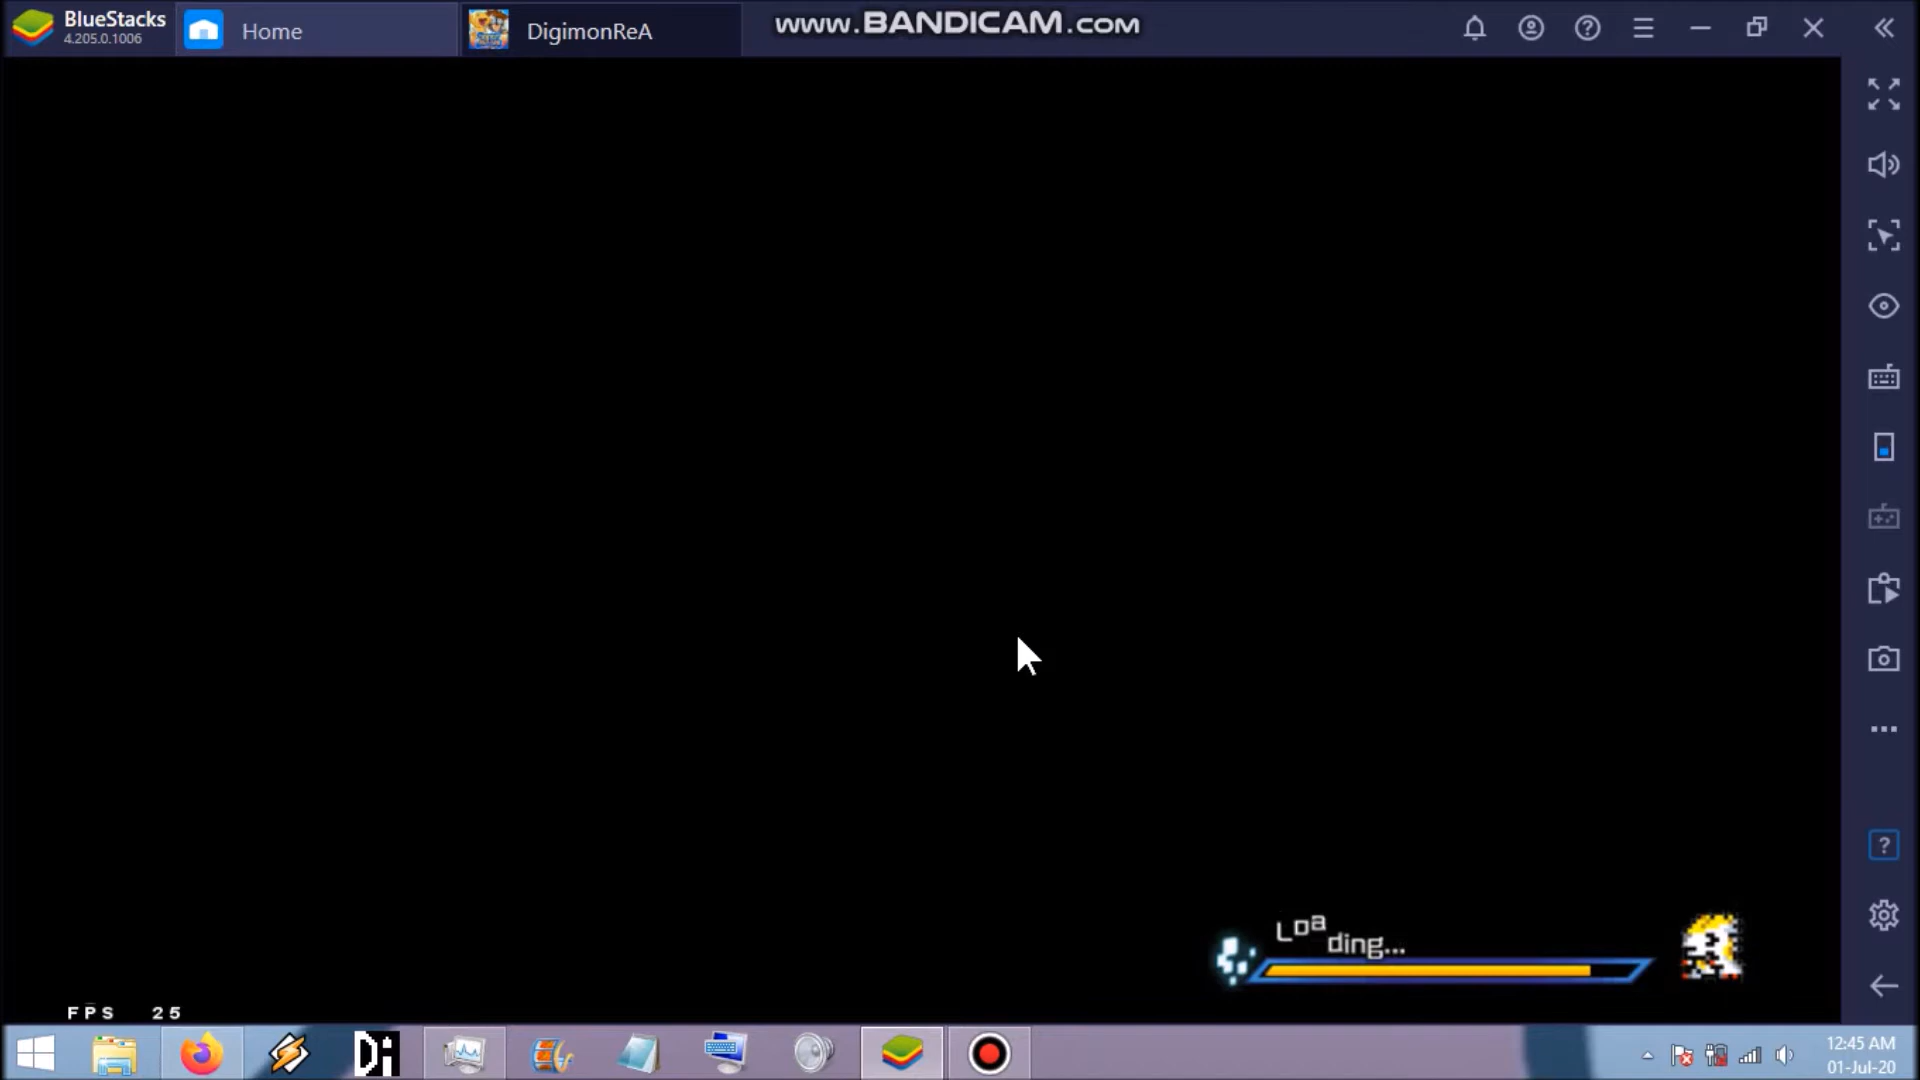 BlueStacks
4.205.0.1006
Home
DigimonReA
www.BANDICAM.com
Loading...
FPS 25
Di
12:45 AM
01-Jul-20